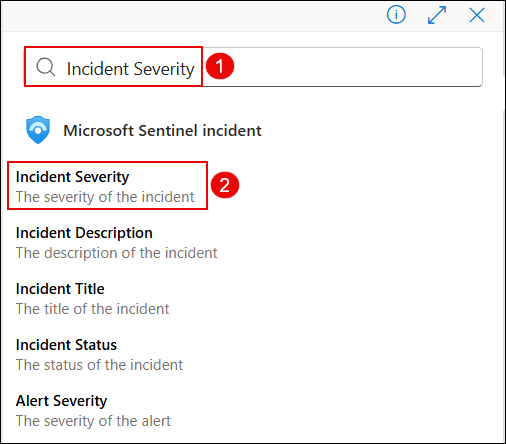 Incident Severity
1
Microsoft Sentinel incident
Incident Severity
The severity of the incident
2
Incident Description
The description of the incident
Incident Title
The title of the incident
Incident Status
The status of the incident
Alert Severity
The severity of the alert